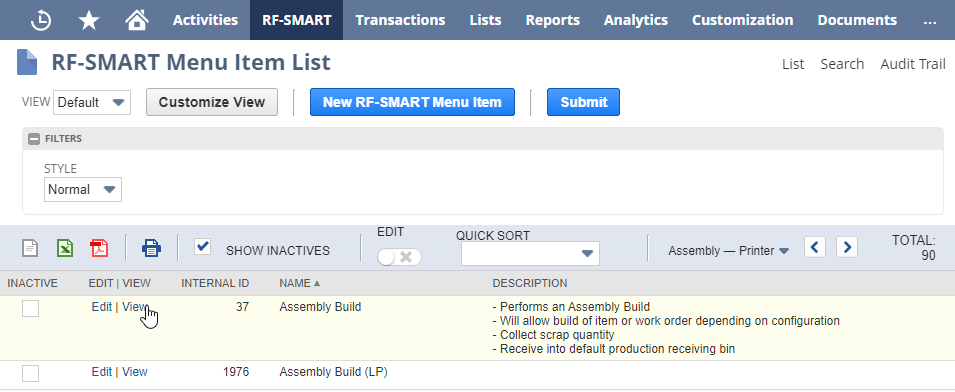 Activities RF-SMART Transactions Lists Reports Analytics Customization Documents ...
RF-SMART Menu Item List List Search Audit Trail
VIEW Default Customize View New RF-SMART Menu Item Submit
FILTERS
STYLE
Normal
SHOW INACTIVES EDIT QUICK SORT Assembly — Printer TOTAL: 90
INACTIVE EDIT | VIEW INTERNAL ID NAME DESCRIPTION
Edit | View 37 Assembly Build - Performs an Assembly Build
- Will allow build of item or work order depending on configuration
- Collect scrap quantity
- Receive into default production receiving bin
Edit | View 1976 Assembly Build (LP)